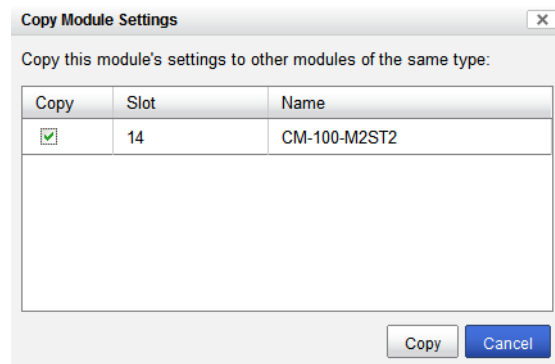 Copy Module Settings
Copy this module's settings to other modules of the same type:
Copy Slot Name
14 CM-100-M2ST2
Copy Cancel